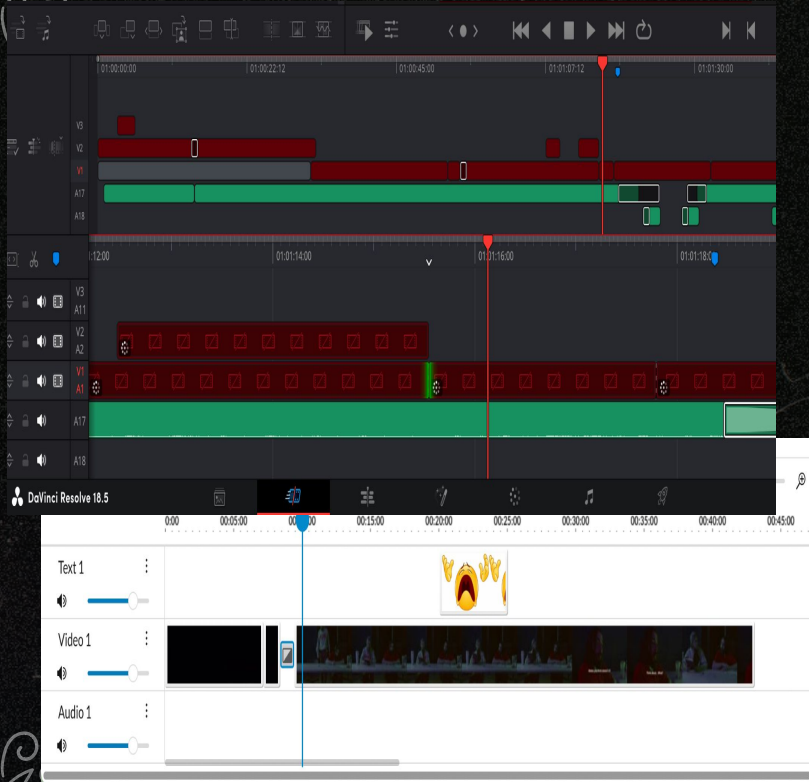 01:00:00:00 01:00:22:12 01:00:45:00 01:01:07:12 01:01:30:00
V3
V2
V1
A17
A18
1:12:00 01:01:14:00 01:01:16:00 01:01:18:0
V3
A11
V2
A2
V1
A1
A17
A18
DaVinci Resolve 18.5
0:00 00:05:00 00:15:00 00:20:00 00:25:00 00:30:00 00:35:00 00:40:00 00:45:00
Text 1
Video 1
Audio 1